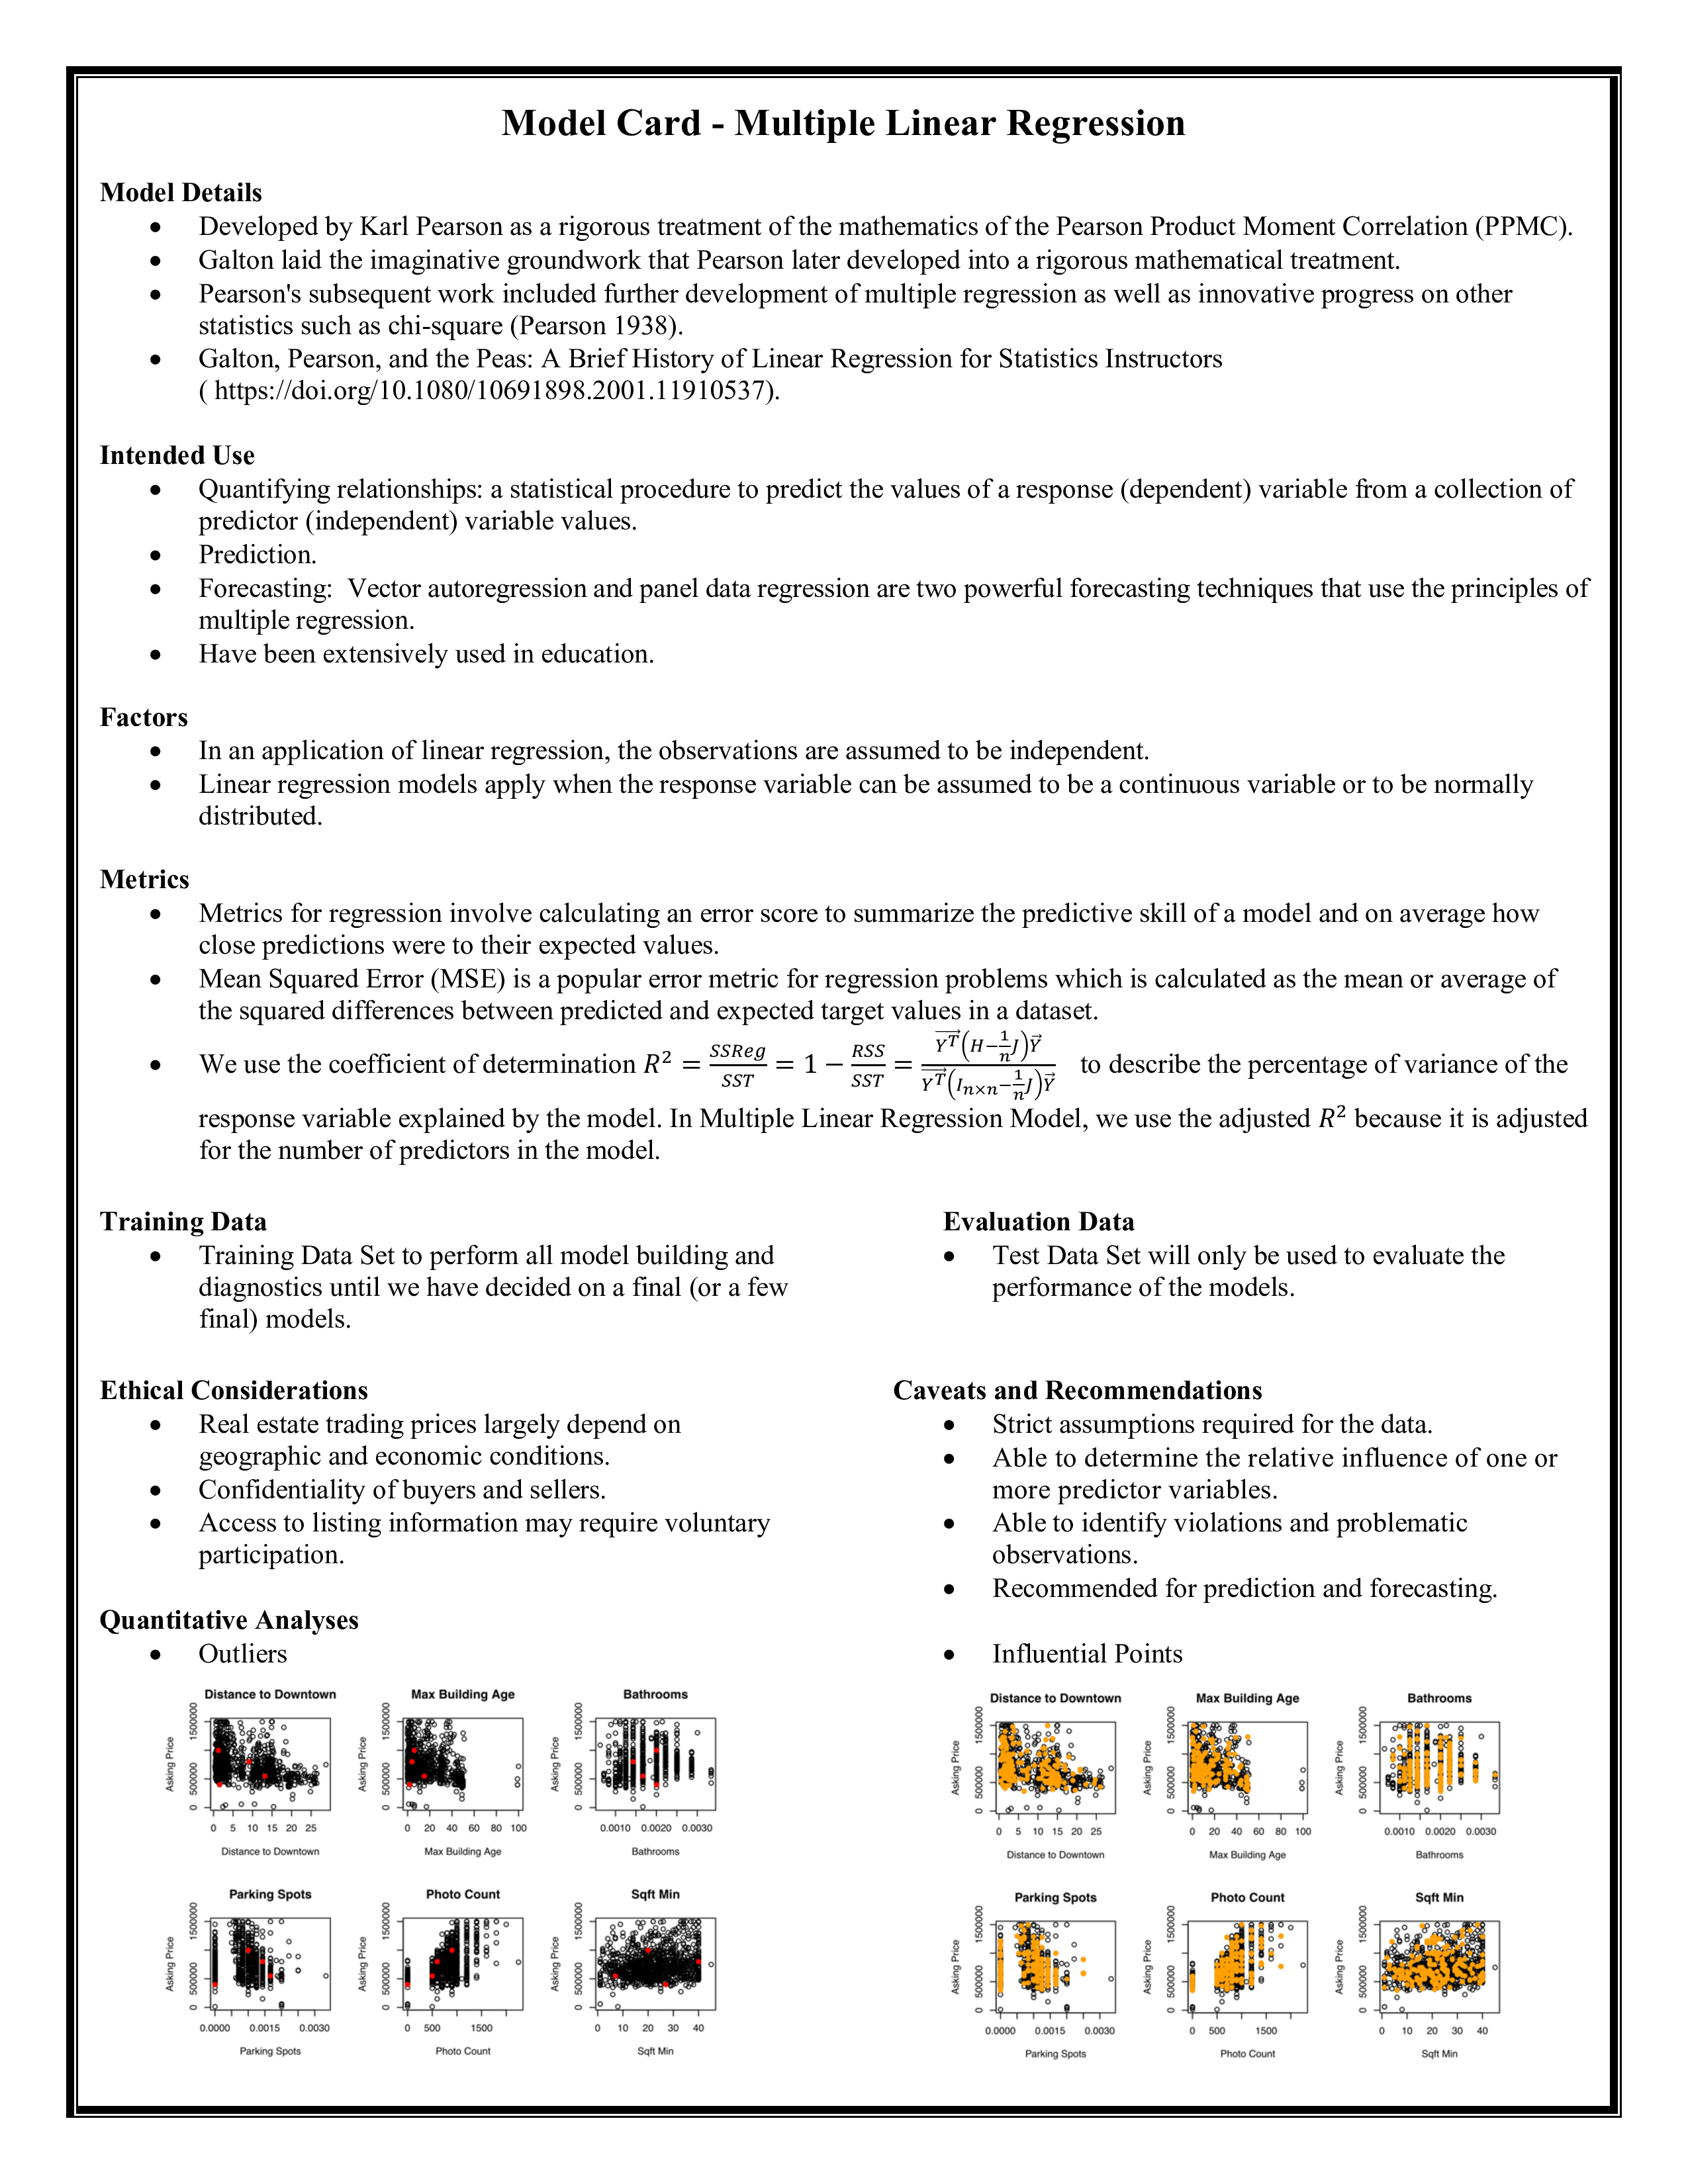 Model Card - Multiple Linear Regression
Model Details
• Developed by Karl Pearson as a rigorous treatment of the mathematics of the Pearson Product Moment Correlation (PPMC).
• Galton laid the imaginative groundwork that Pearson later developed into a rigorous mathematical treatment.
• Pearson's subsequent work included further development of multiple regression as well as innovative progress on other
statistics such as chi-square (Pearson 1938).
• Galton, Pearson, and the Peas: A Brief History of Linear Regression for Statistics Instructors
( https://doi.org/10.1080/10691898.2001.11910537).
Intended Use
• Quantifying relationships: a statistical procedure to predict the values of a response (dependent) variable from a collection of
predictor (independent) variable values.
• Prediction.
• Forecasting:  Vector autoregression and panel data regression are two powerful forecasting techniques that use the principles of
multiple regression.
• Have been extensively used in education.
Factors
• In an application of linear regression, the observations are assumed to be independent.
• Linear regression models apply when the response variable can be assumed to be a continuous variable or to be normally
distributed.
Metrics
• Metrics for regression involve calculating an error score to summarize the predictive skill of a model and on average how
close predictions were to their expected values.
• Mean Squared Error (MSE) is a popular error metric for regression problems which is calculated as the mean or average of
the squared differences between predicted and expected target values in a dataset.
• We use the coefficient of determination R² = SSReg/SST = 1 − RSS/SST = Y⃗ᵀ(H−(1/n)J)Y⃗ / Y⃗ᵀ(Iₙₓₙ−(1/n)J)Y⃗ to describe the percentage of variance of the
response variable explained by the model. In Multiple Linear Regression Model, we use the adjusted R² because it is adjusted
for the number of predictors in the model.
Training Data
• Training Data Set to perform all model building and
diagnostics until we have decided on a final (or a few
final) models.
Evaluation Data
• Test Data Set will only be used to evaluate the
performance of the models.
Ethical Considerations
• Real estate trading prices largely depend on
geographic and economic conditions.
• Confidentiality of buyers and sellers.
• Access to listing information may require voluntary
participation.
Caveats and Recommendations
• Strict assumptions required for the data.
• Able to determine the relative influence of one or
more predictor variables.
• Able to identify violations and problematic
observations.
• Recommended for prediction and forecasting.
Quantitative Analyses
• Outliers
Distance to Downtown
Asking Price
0 500000 1500000
0 5 10 15 20 25
Distance to Downtown
Max Building Age
Asking Price
0 500000 1500000
0 20 40 60 80 100
Max Building Age
Bathrooms
Asking Price
0 500000 1500000
0.0010 0.0020 0.0030
Bathrooms
Parking Spots
Asking Price
0 500000 1500000
0.0000 0.0015 0.0030
Parking Spots
Photo Count
Asking Price
0 500000 1500000
0 500 1500
Photo Count
Sqft Min
Asking Price
0 500000 1500000
0 10 20 30 40
Sqft Min
• Influential Points
Distance to Downtown
Asking Price
0 500000 1500000
0 5 10 15 20 25
Distance to Downtown
Max Building Age
Asking Price
0 500000 1500000
0 20 40 60 80 100
Max Building Age
Bathrooms
Asking Price
0 500000 1500000
0.0010 0.0020 0.0030
Bathrooms
Parking Spots
Asking Price
0 500000 1500000
0.0000 0.0015 0.0030
Parking Spots
Photo Count
Asking Price
0 500000 1500000
0 500 1500
Photo Count
Sqft Min
Asking Price
0 500000 1500000
0 10 20 30 40
Sqft Min